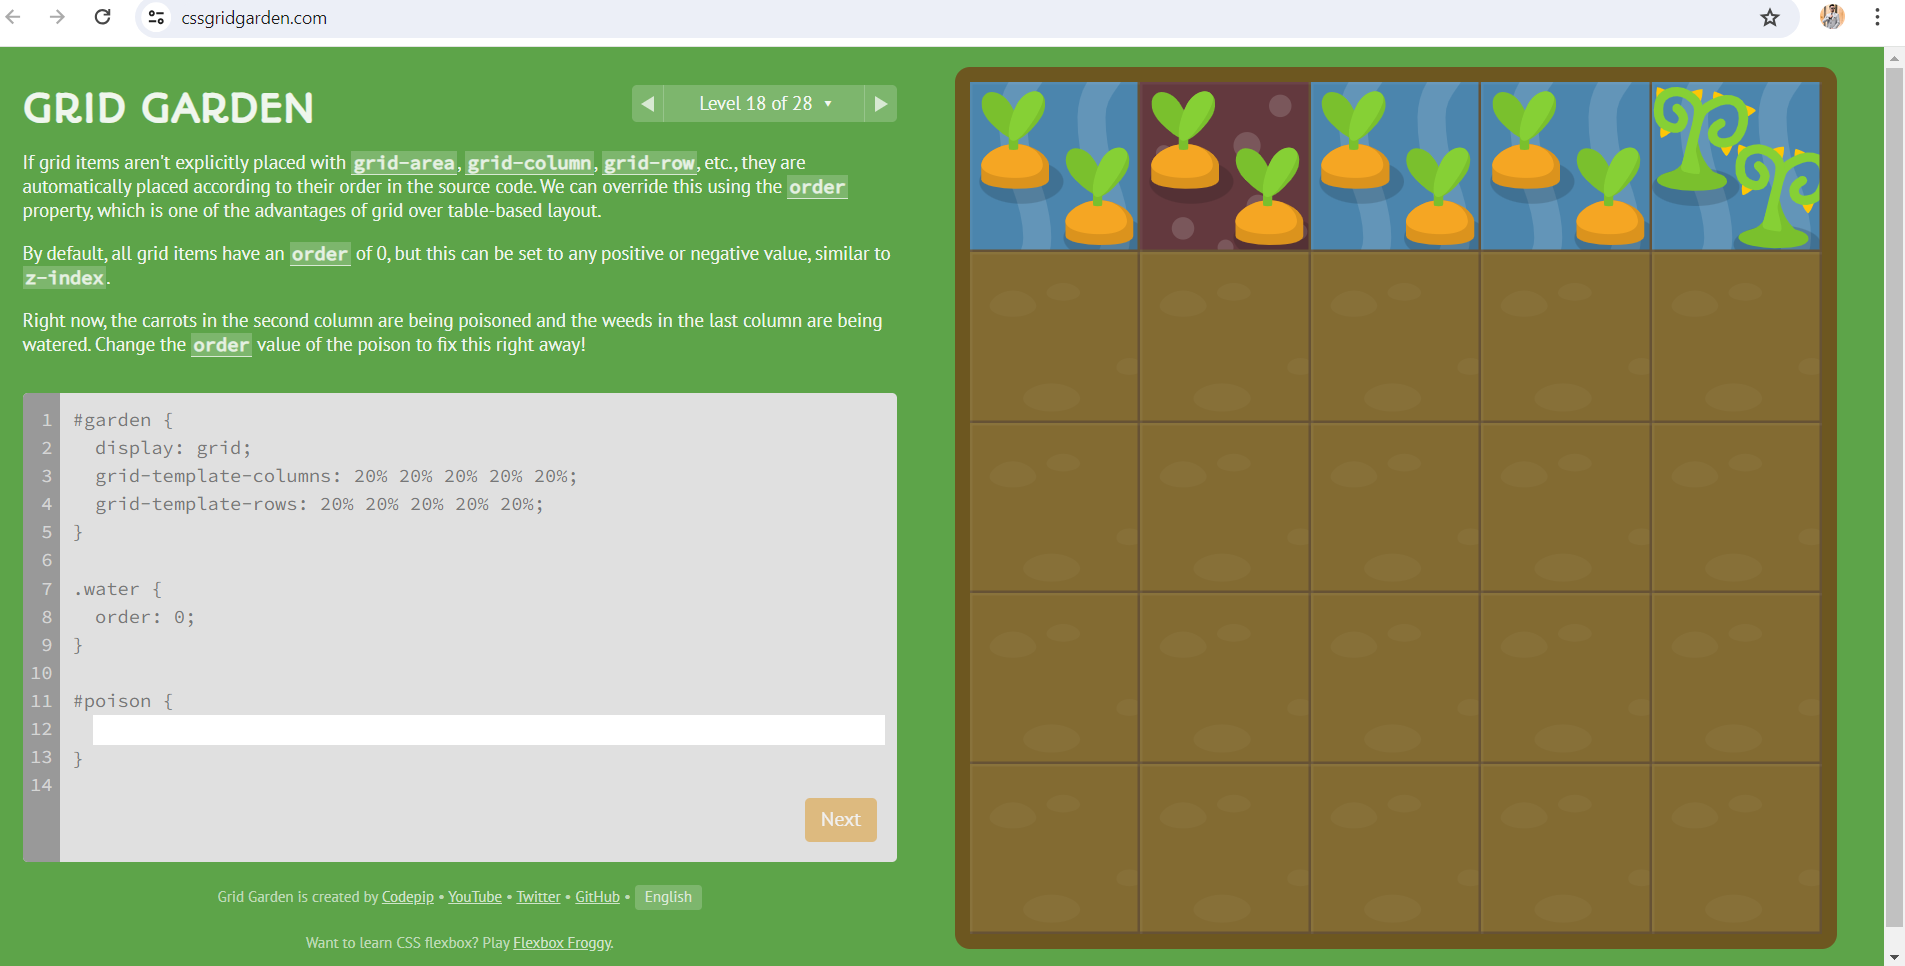 cssgridgarden.com
GRID GARDEN
◀ Level 18 of 28 ▼ ▶
If grid items aren't explicitly placed with grid-area, grid-column, grid-row, etc., they are
automatically placed according to their order in the source code. We can override this using the order
property, which is one of the advantages of grid over table-based layout.
By default, all grid items have an order of 0, but this can be set to any positive or negative value, similar to
z-index.
Right now, the carrots in the second column are being poisoned and the weeds in the last column are being
watered. Change the order value of the poison to fix this right away!
1 #garden {
2   display: grid;
3   grid-template-columns: 20% 20% 20% 20% 20%;
4   grid-template-rows: 20% 20% 20% 20% 20%;
5 }
6
7 .water {
8   order: 0;
9 }
10
11 #poison {
12
13 }
14
Next
Grid Garden is created by Codepip • YouTube • Twitter • GitHub • English
Want to learn CSS flexbox? Play Flexbox Froggy.